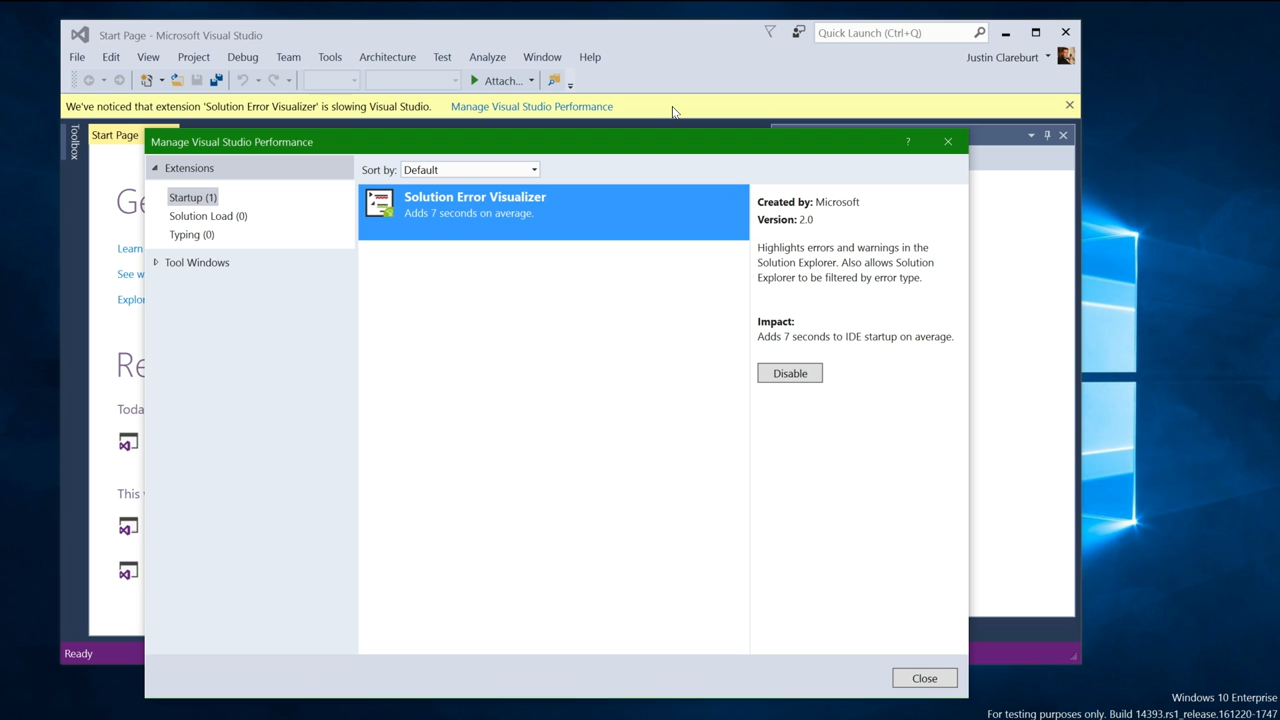 Start Page - Microsoft Visual Studio
Quick Launch (Ctrl+Q)
File Edit View Project Debug Team Tools Architecture Test Analyze Window Help
Justin Clareburt
Attach...
We've noticed that extension 'Solution Error Visualizer' is slowing Visual Studio. Manage Visual Studio Performance
Toolbox
Start Page
Manage Visual Studio Performance
?
Extensions
Startup (1)
Solution Load (0)
Typing (0)
Tool Windows
Sort by: Default
Solution Error Visualizer
Adds 7 seconds on average.
Created by: Microsoft
Version: 2.0
Highlights errors and warnings in the
Solution Explorer. Also allows Solution
Explorer to be filtered by error type.
Impact:
Adds 7 seconds to IDE startup on average.
Disable
Close
Ge
Learn
See w
Explor
Re
Toda
This
Ready
Windows 10 Enterprise
For testing purposes only. Build 14393.rs1_release.161220-1747